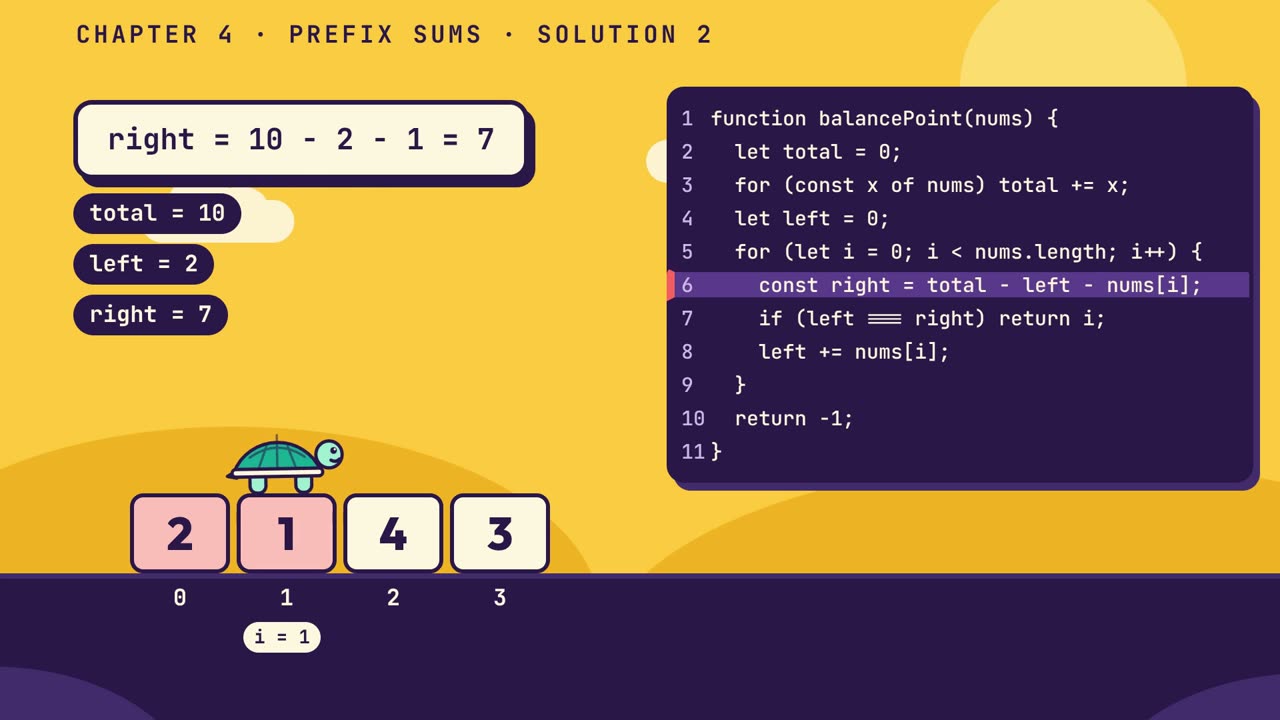 CHAPTER 4 · PREFIX SUMS · SOLUTION 2
right = 10 - 2 - 1 = 7
total = 10
left = 2
right = 7
1 function balancePoint(nums) {
2   let total = 0;
3   for (const x of nums) total += x;
4   let left = 0;
5   for (let i = 0; i < nums.length; i++) {
6     const right = total - left - nums[i];
7     if (left === right) return i;
8     left += nums[i];
9   }
10   return -1;
11 }
2 1 4 3
0 1 2 3
i = 1